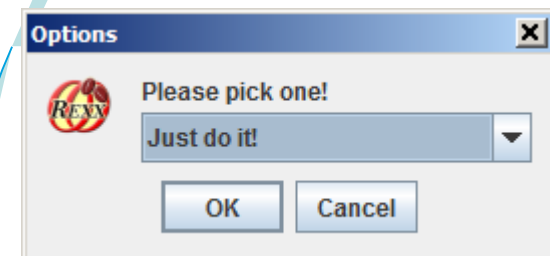 Options
REXX
Please pick one!
Just do it!
OK
Cancel